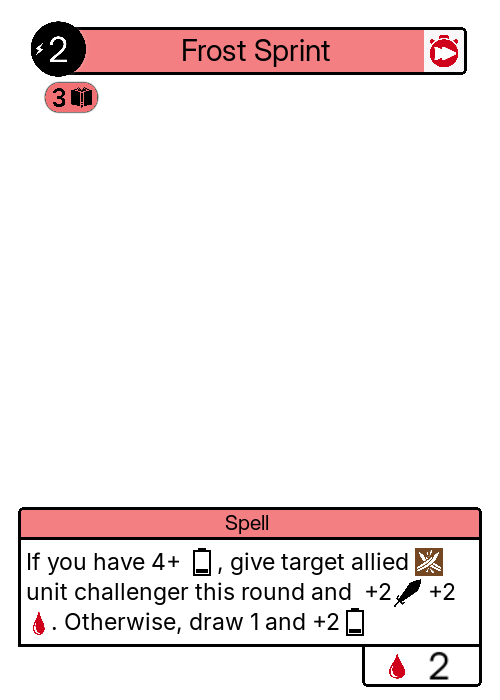 2
Frost Sprint
3
Spell
If you have 4+ , give target allied
unit challenger this round and +2 +2
. Otherwise, draw 1 and +2
2